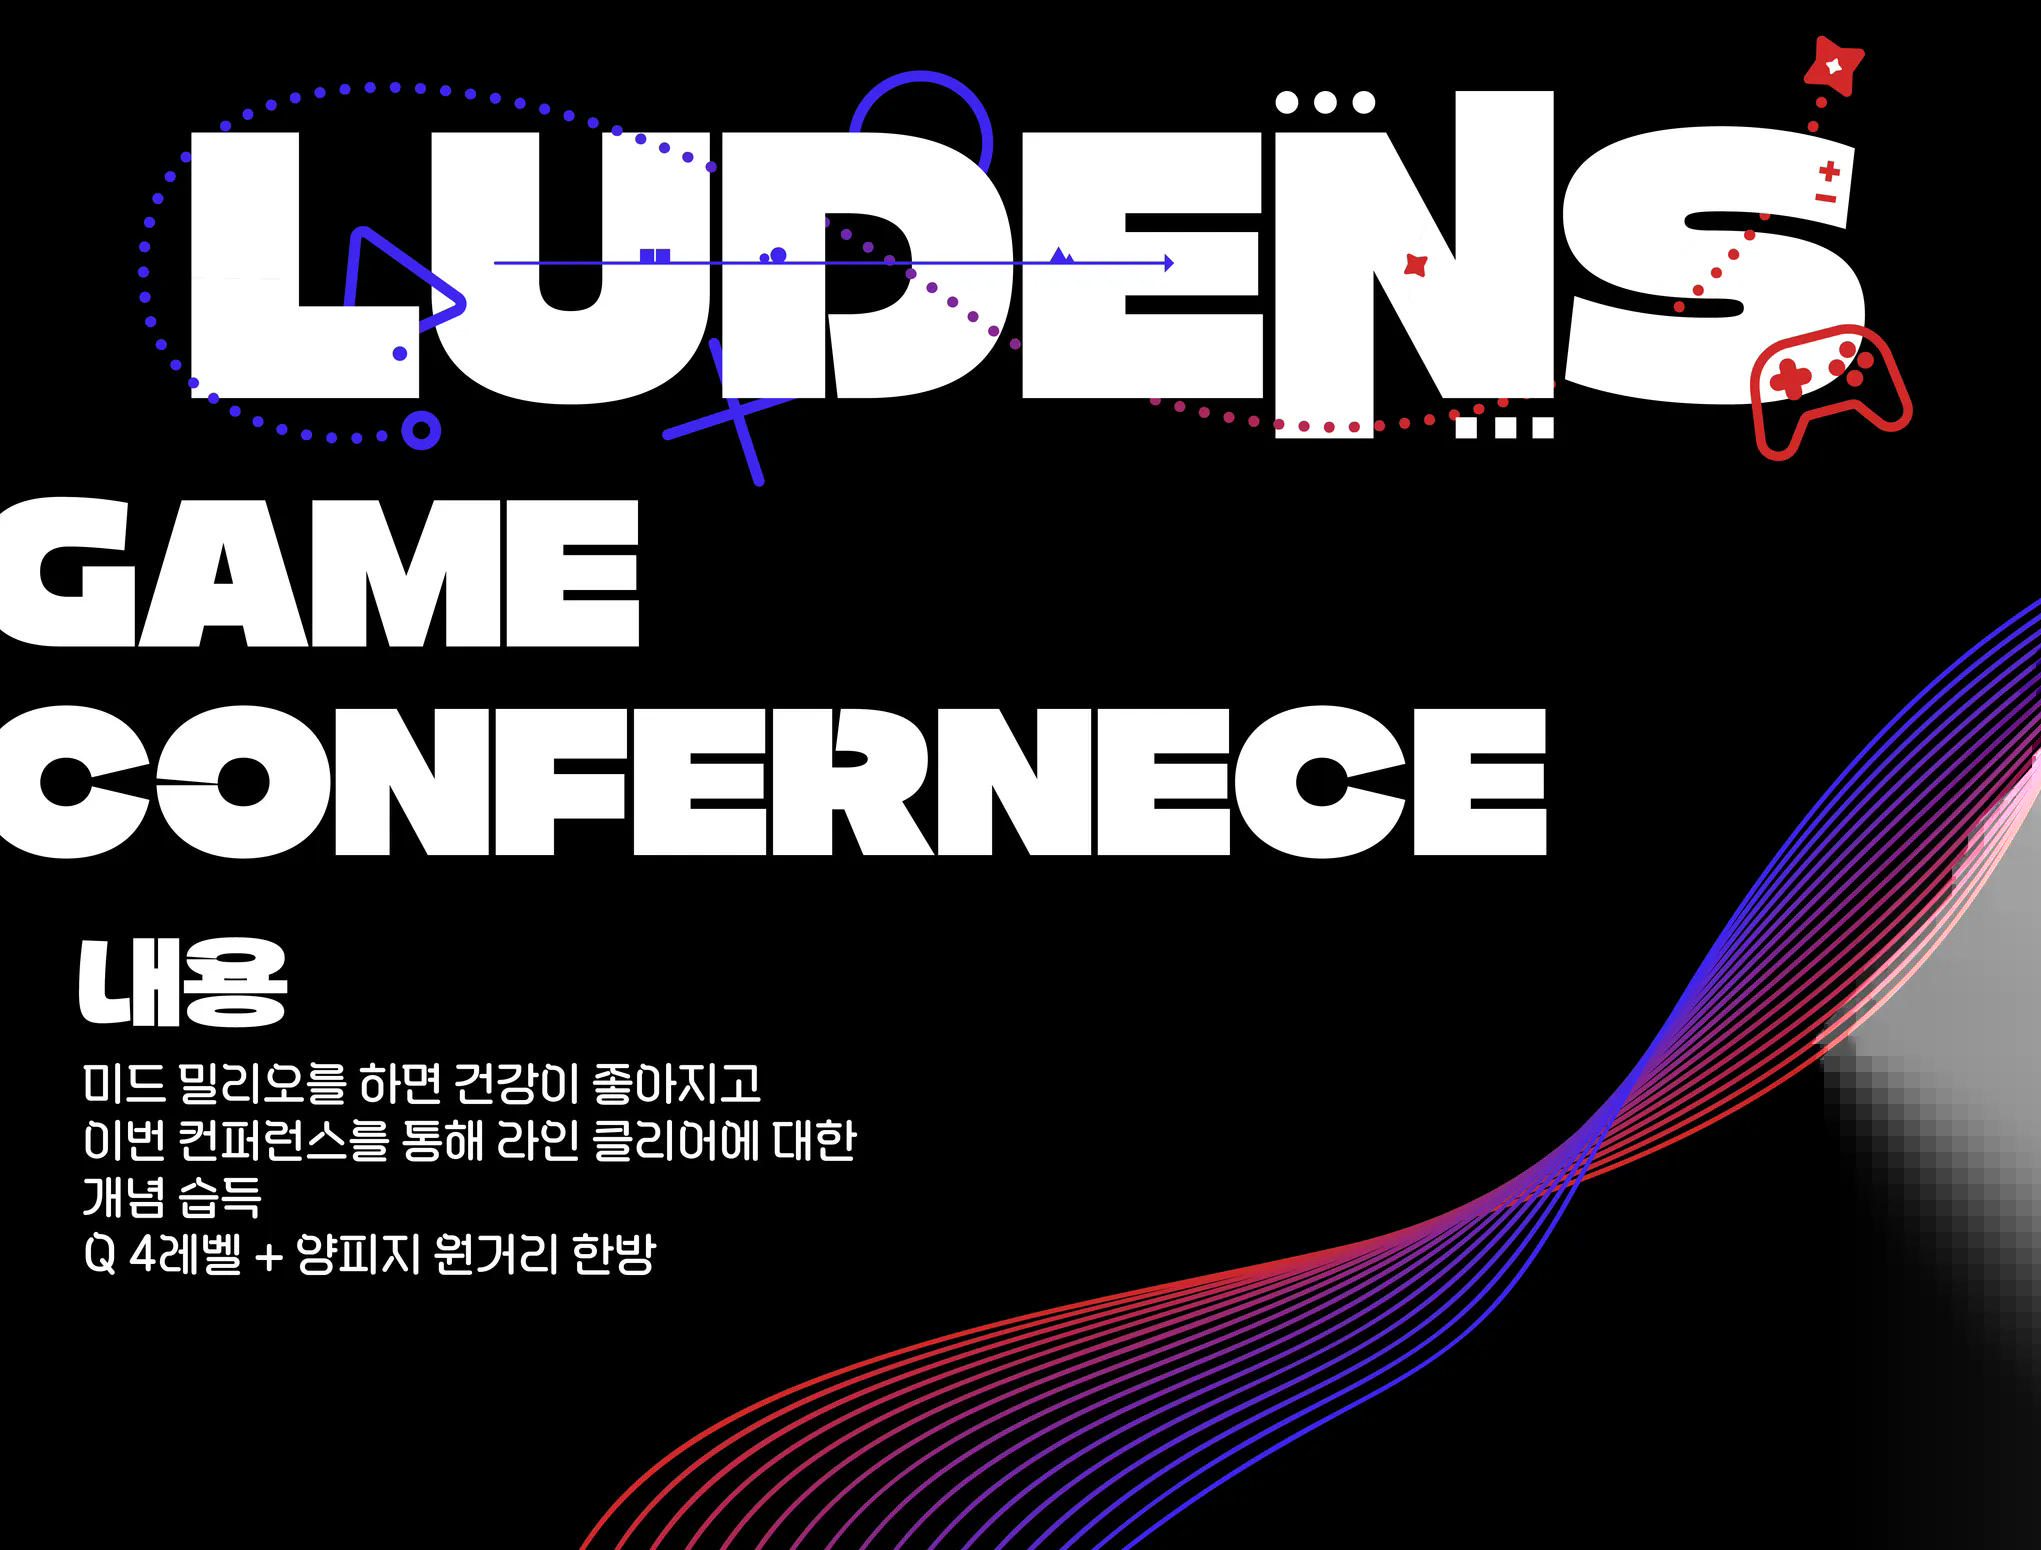 LUDENS
GAME
CONFERNECE
내용
미드 밀리오를 하면 건강이 좋아지고
이번 컨퍼런스를 통해 라인 클리어에 대한
개념 습득
Q 4레벨 + 양피지 원거리 한방